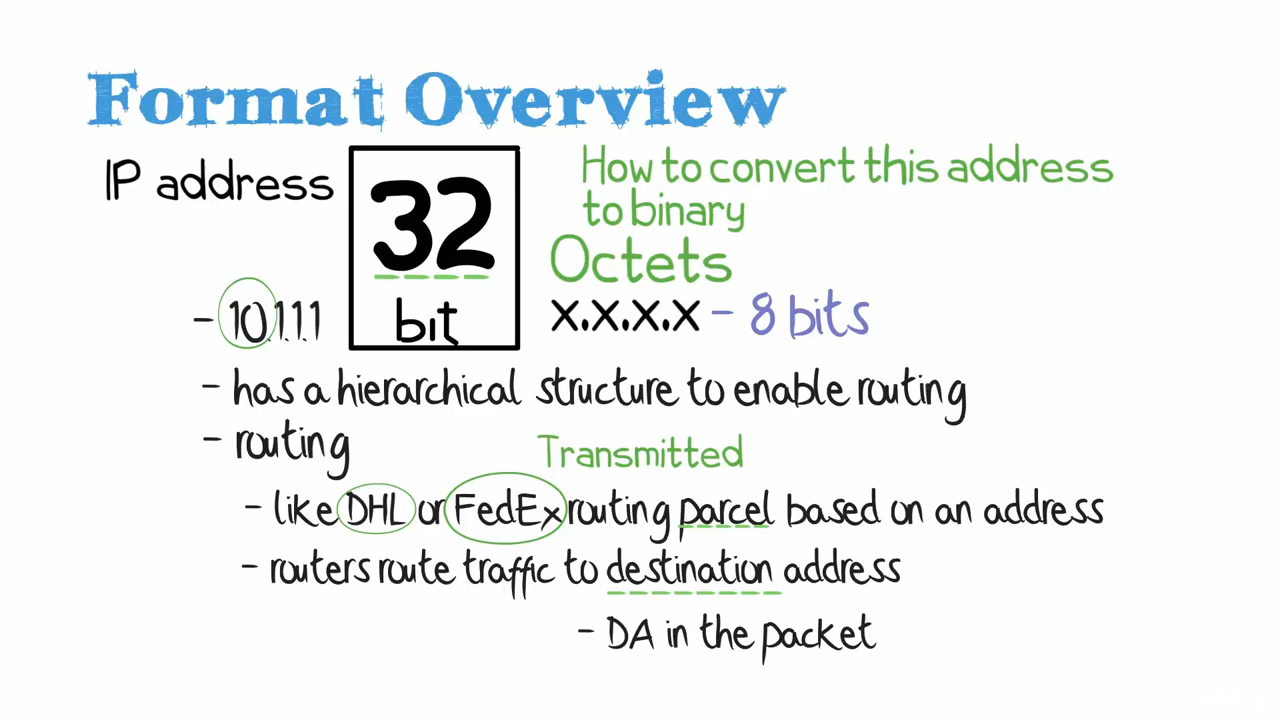 Format Overview
IP address
32
bit
How to convert this address
to binary
Octets
- 10.1.1.1
x.x.x.x - 8 bits
- has a hierarchical structure to enable routing
- routing
Transmitted
- like DHL or FedEx routing parcel based on an address
- routers route traffic to destination address
- DA in the packet